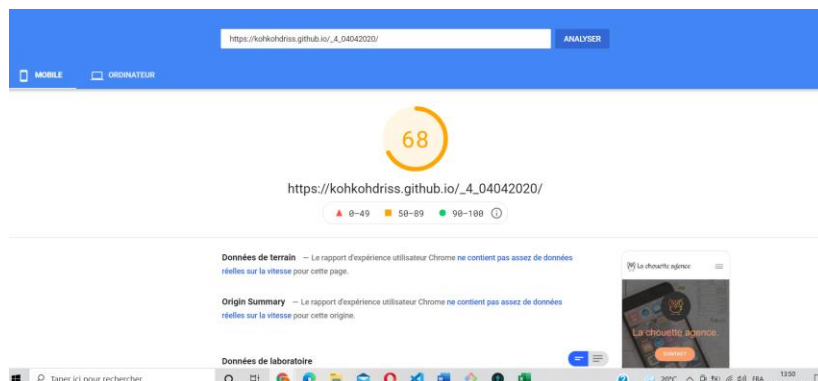 https://kohkohdriss.github.io/_4_04042020/
ANALYSER
MOBILE
ORDINATEUR
68
https://kohkohdriss.github.io/_4_04042020/
0–49 50–89 90–100
Données de terrain — Le rapport d'expérience utilisateur Chrome ne contient pas assez de données
réelles sur la vitesse pour cette page.
La chouette agence
Origin Summary — Le rapport d'expérience utilisateur Chrome ne contient pas assez de données
réelles sur la vitesse pour cette origine.
La chouette agence.
CONTACT
Données de laboratoire
Taper ici pour rechercher
20°C
FRA
13:50